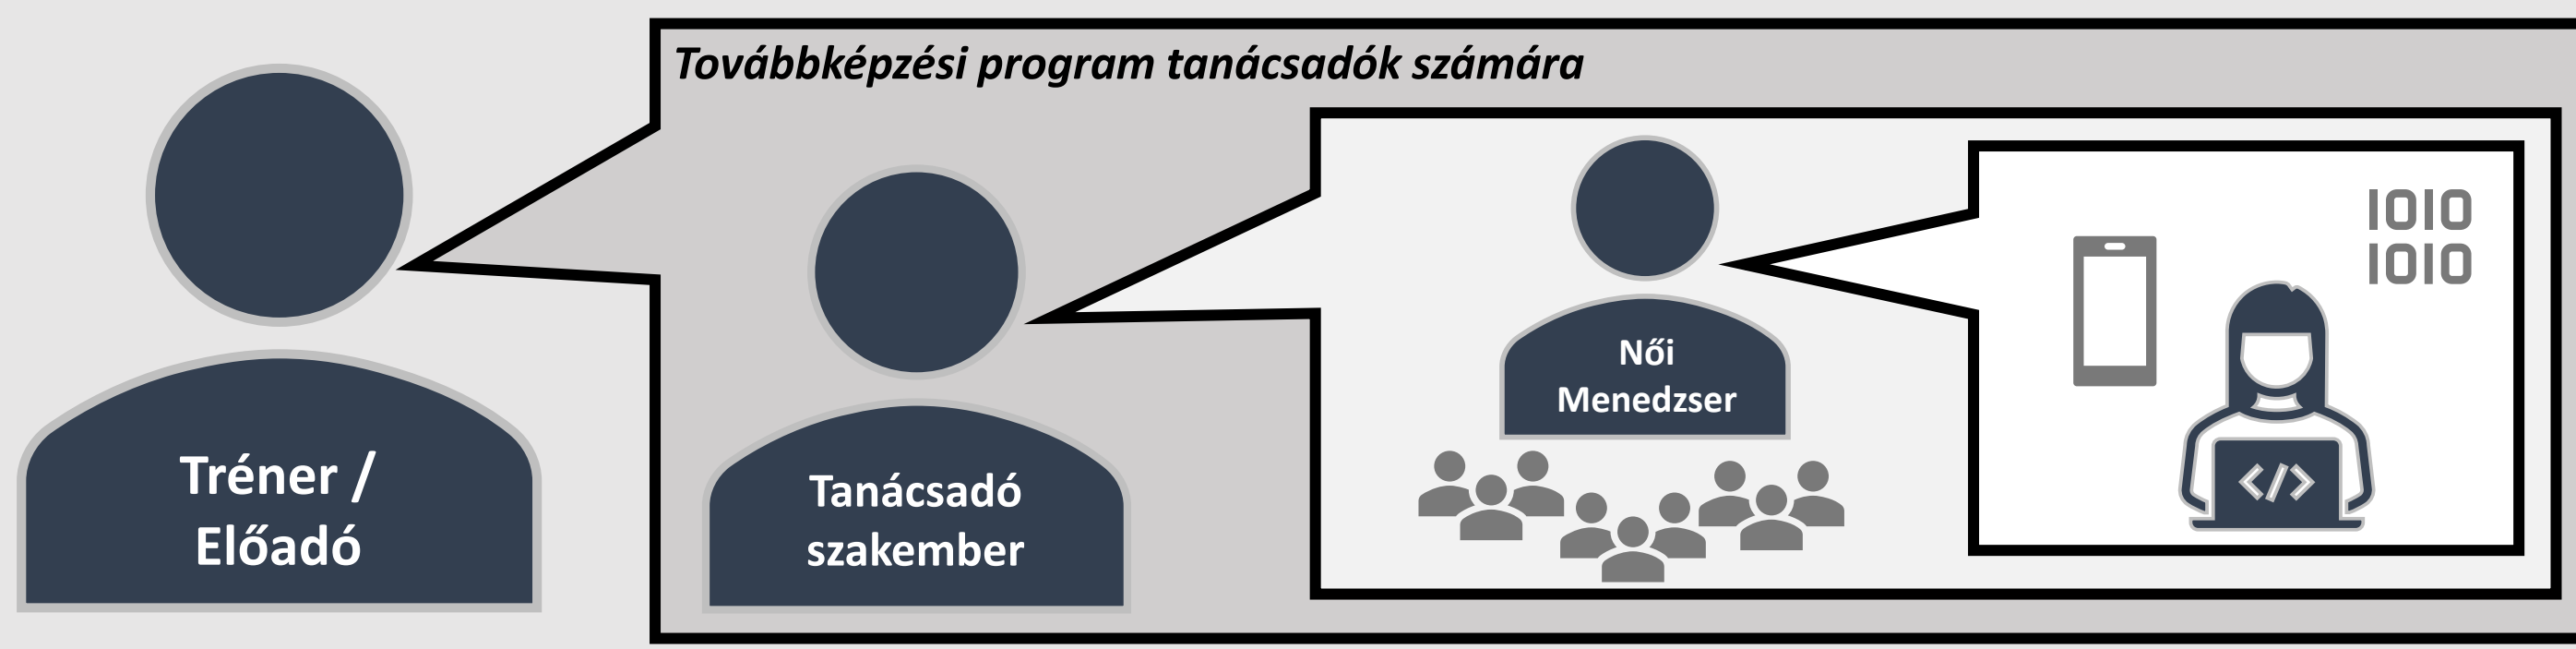 Továbbképzési program tanácsadók számára
Tréner /
Előadó
Tanácsadó
szakember
Női
Menedzser
1010
1010
</>